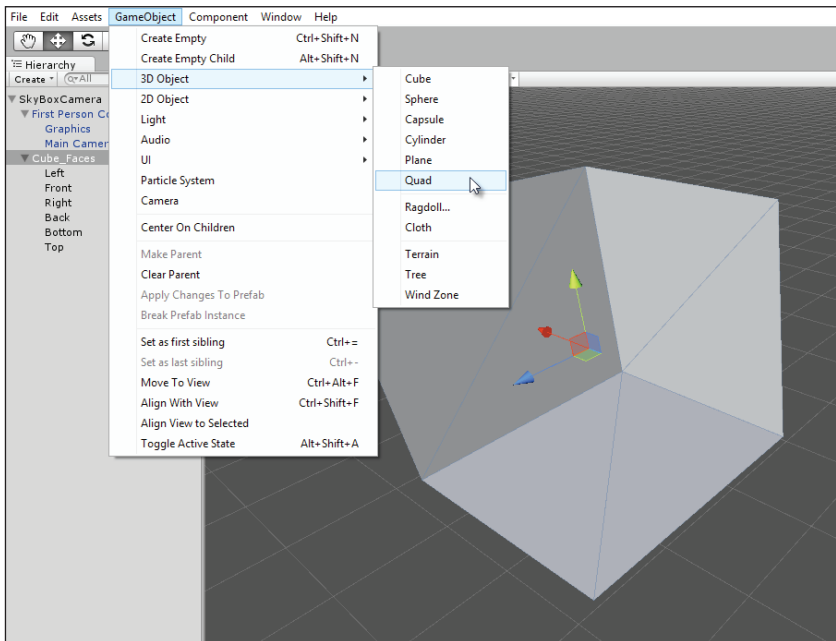 File Edit Assets GameObject Component Window Help
Hierarchy
Create All
SkyBoxCamera
First Person Co
Graphics
Main Camer
Cube_Faces
Left
Front
Right
Back
Bottom
Top
Create Empty Ctrl+Shift+N
Create Empty Child Alt+Shift+N
3D Object
2D Object
Light
Audio
UI
Particle System
Camera
Center On Children
Make Parent
Clear Parent
Apply Changes To Prefab
Break Prefab Instance
Set as first sibling Ctrl+=
Set as last sibling Ctrl+-
Move To View Ctrl+Alt+F
Align With View Ctrl+Shift+F
Align View to Selected
Toggle Active State Alt+Shift+A
Cube
Sphere
Capsule
Cylinder
Plane
Quad
Ragdoll...
Cloth
Terrain
Tree
Wind Zone